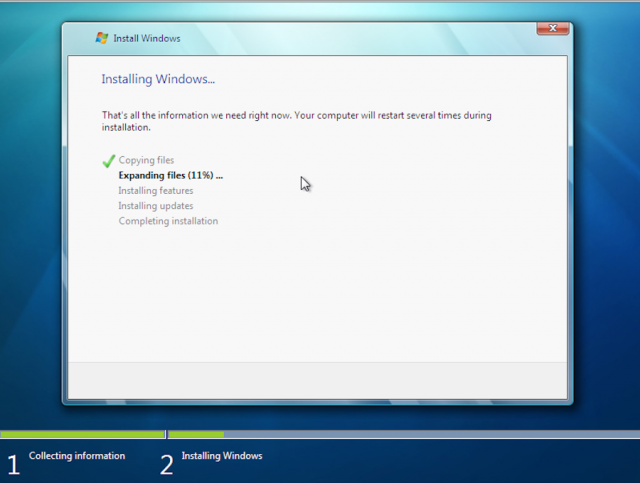 Install Windows
Installing Windows...
That's all the information we need right now. Your computer will restart several times during
installation.
Copying files
Expanding files (11%) ...
Installing features
Installing updates
Completing installation
1 Collecting information
2 Installing Windows